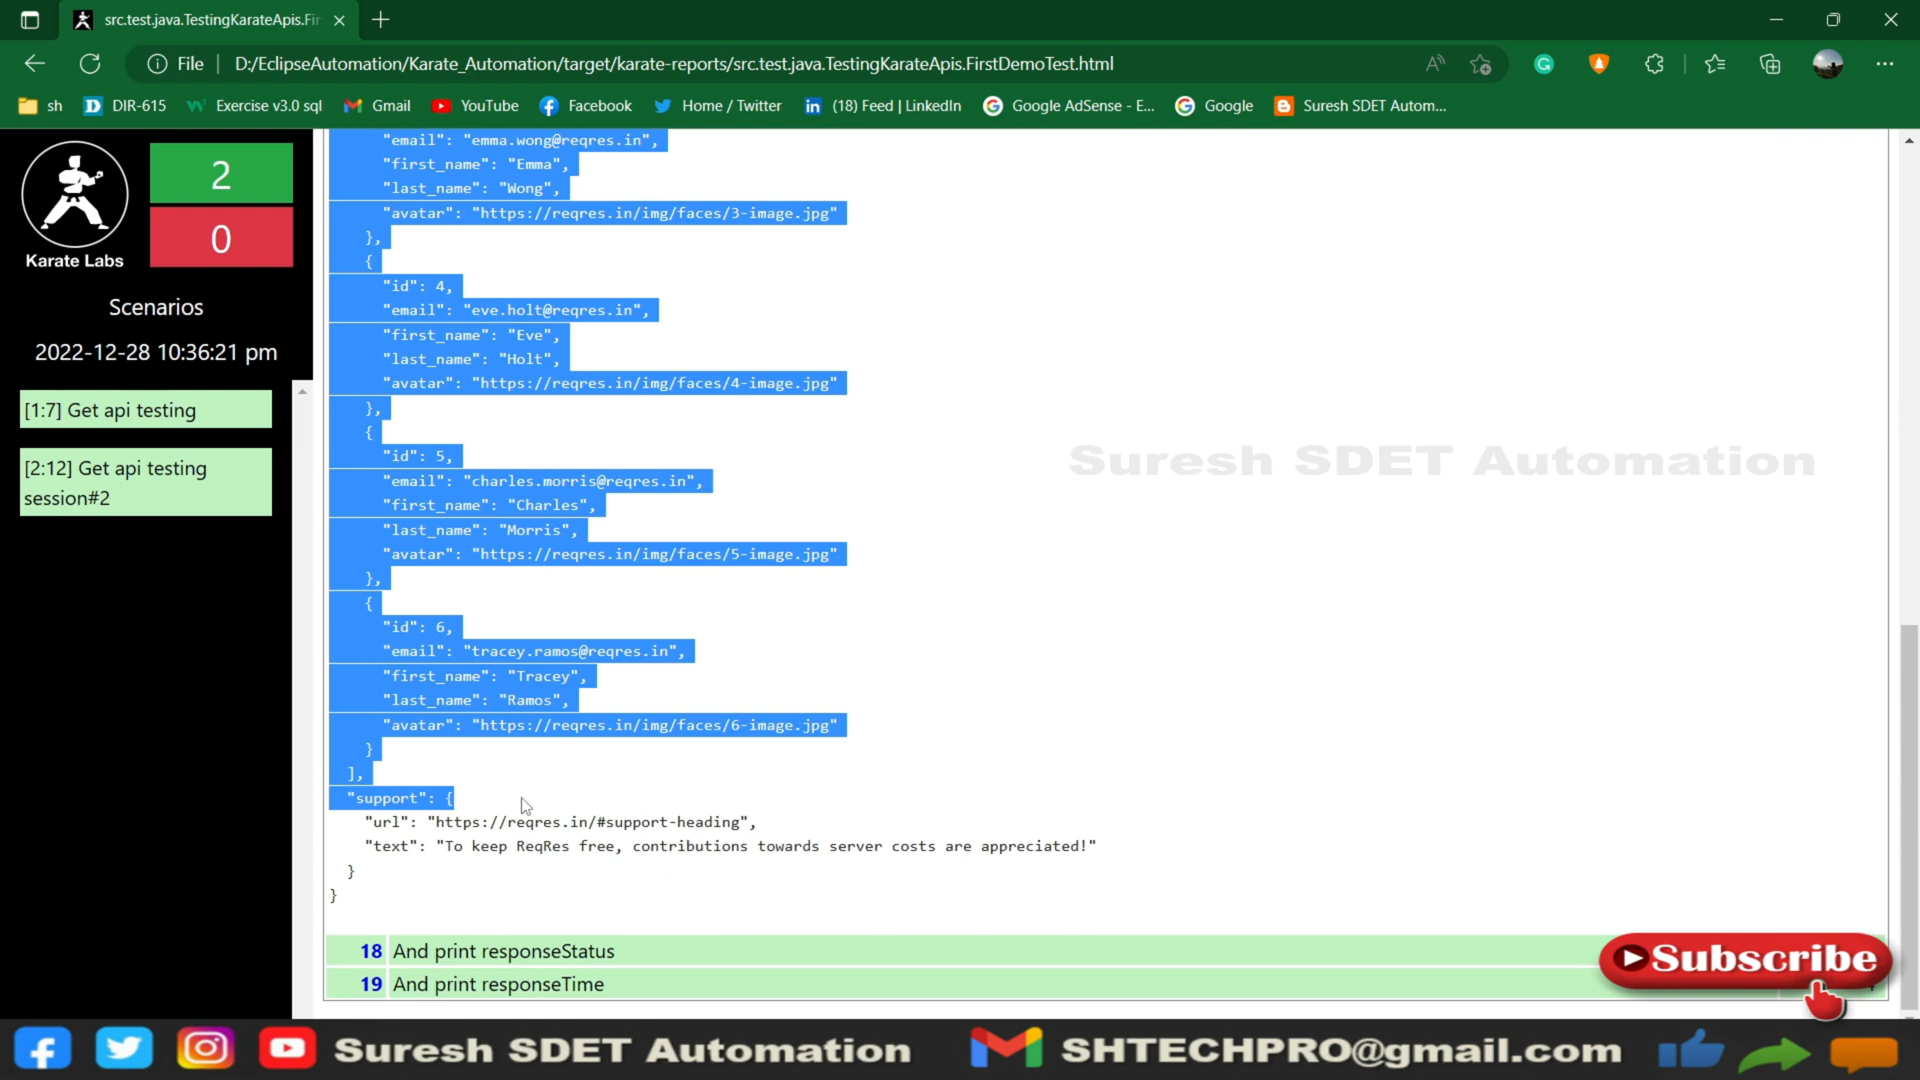 src.test.java.TestingKarateApis.Fir
File
D:/EclipseAutomation/Karate_Automation/target/karate-reports/src.test.java.TestingKarateApis.FirstDemoTest.html
sh
DIR-615
Exercise v3.0 sql
Gmail
YouTube
Facebook
Home / Twitter
(18) Feed | LinkedIn
Google AdSense - E...
Google
Suresh SDET Autom...
Karate Labs
2
0
Scenarios
2022-12-28 10:36:21 pm
[1:7] Get api testing
[2:12] Get api testing
session#2
"email": "emma.wong@reqres.in",
"first_name": "Emma",
"last_name": "Wong",
"avatar": "https://reqres.in/img/faces/3-image.jpg"
},
{
"id": 4,
"email": "eve.holt@reqres.in",
"first_name": "Eve",
"last_name": "Holt",
"avatar": "https://reqres.in/img/faces/4-image.jpg"
},
{
"id": 5,
"email": "charles.morris@reqres.in",
"first_name": "Charles",
"last_name": "Morris",
"avatar": "https://reqres.in/img/faces/5-image.jpg"
},
{
"id": 6,
"email": "tracey.ramos@reqres.in",
"first_name": "Tracey",
"last_name": "Ramos",
"avatar": "https://reqres.in/img/faces/6-image.jpg"
}
],
"support": {
"url": "https://reqres.in/#support-heading",
"text": "To keep ReqRes free, contributions towards server costs are appreciated!"
}
}
18 And print responseStatus
19 And print responseTime
Suresh SDET Automation
Subscribe
Suresh SDET Automation
SHTECHPRO@gmail.com